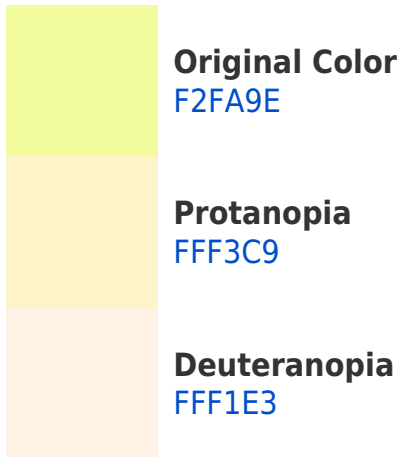 Original Color
F2FA9E
Protanopia
FFF3C9
Deuteranopia
FFF1E3